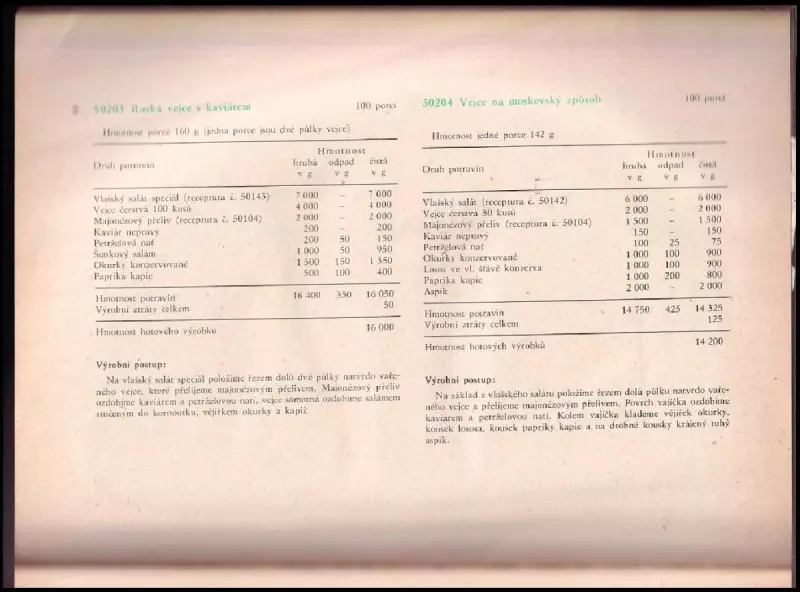 50203 Ruská vejce s kaviárem 100 porcí
Hmotnost porce 160 g (jedna porce jsou dvě půlky vejce)
Hmotnost
Druh potravin hrubá odpad čistá
v g v g v g
Vlašský salát speciál (receptura č. 50143) 7 000 – 7 000
Vejce čerstvá 100 kusů 4 000 – 4 000
Majonézový přeliv (receptura č. 50104) 2 000 – 2 000
Kaviár nepravý 200 – 200
Petrželová nať 200 50 150
Šunkový salám 1 000 50 950
Okurky konzervované 1 500 150 1 350
Paprika kapie 500 100 400
Hmotnost potravin 16 400 350 16 050
Výrobní ztráty celkem 50
Hmotnost hotového výrobku 16 000
Výrobní postup:
Na vlašský salát speciál položíme řezem dolů dvě půlky natvrdo vaře-
ného vejce, které přelijeme majonézovým přelivem. Majonézový přeliv
ozdobíme kaviárem a petrželovou natí, vejce samotná ozdobíme salámem
stočeným do kornoutku, vějířkem okurky a kapií.
50204 Vejce na moskevský způsob 100 porcí
Hmotnost jedné porce 142 g
Hmotnost
Druh potravin hrubá odpad čistá
v g v g v g
Vlašský salát (receptura č. 50142) 6 000 – 6 000
Vejce čerstvá 50 kusů 2 000 – 2 000
Majonézový přeliv (receptura č. 50104) 1 500 – 1 500
Kaviár nepravý 150 – 150
Petrželová nať 100 25 75
Okurky konzervované 1 000 100 900
Losos ve vl. šťávě konzerva 1 000 100 900
Paprika kapie 1 000 200 800
Aspik 2 000 – 2 000
Hmotnost potravin 14 750 425 14 325
Výrobní ztráty celkem 125
Hmotnost hotových výrobků 14 200
Výrobní postup:
Na základ z vlašského salátu položíme řezem dolů půlku natvrdo vaře-
ného vejce a přelijeme majonézovým přelivem. Povrch vajíčka ozdobíme
kaviárem a petrželovou natí. Kolem vajíčka klademe vějířek okurky,
kousek lososa, kousek papriky kapie a na drobné kousky krájený tuhý
aspik.